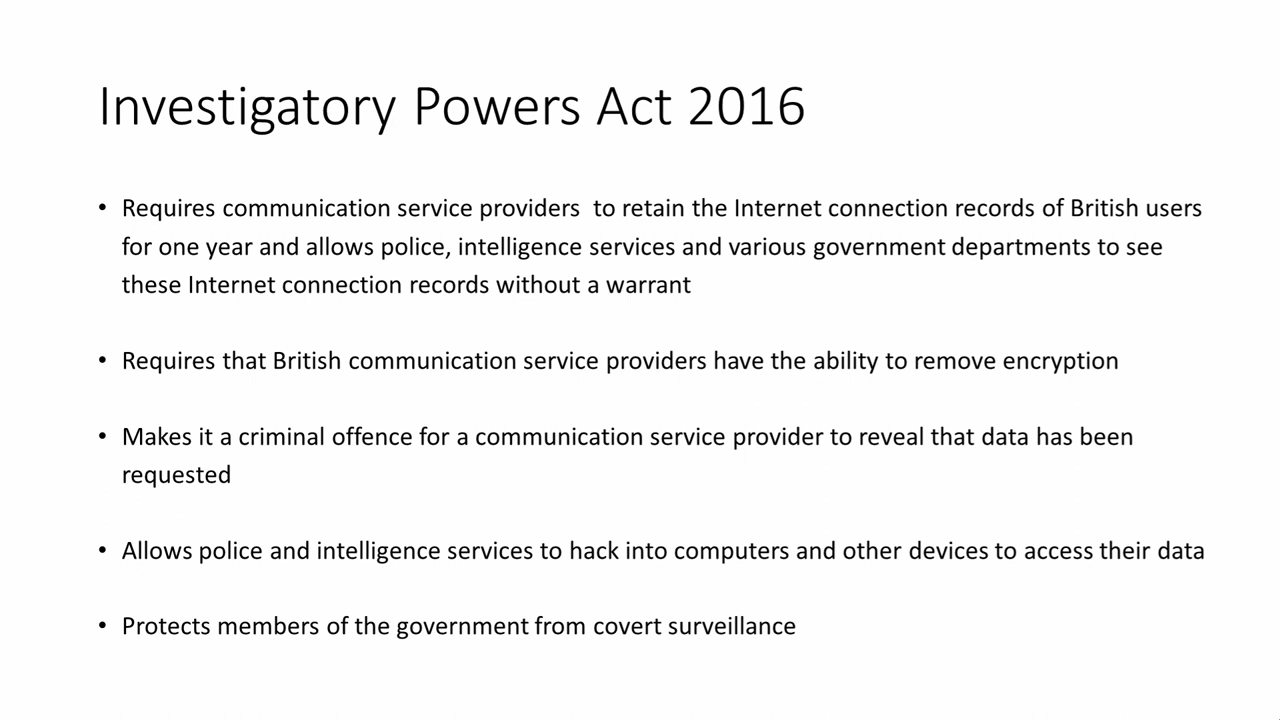 Investigatory Powers Act 2016
• Requires communication service providers  to retain the Internet connection records of British users
for one year and allows police, intelligence services and various government departments to see
these Internet connection records without a warrant
• Requires that British communication service providers have the ability to remove encryption
• Makes it a criminal offence for a communication service provider to reveal that data has been
requested
• Allows police and intelligence services to hack into computers and other devices to access their data
• Protects members of the government from covert surveillance